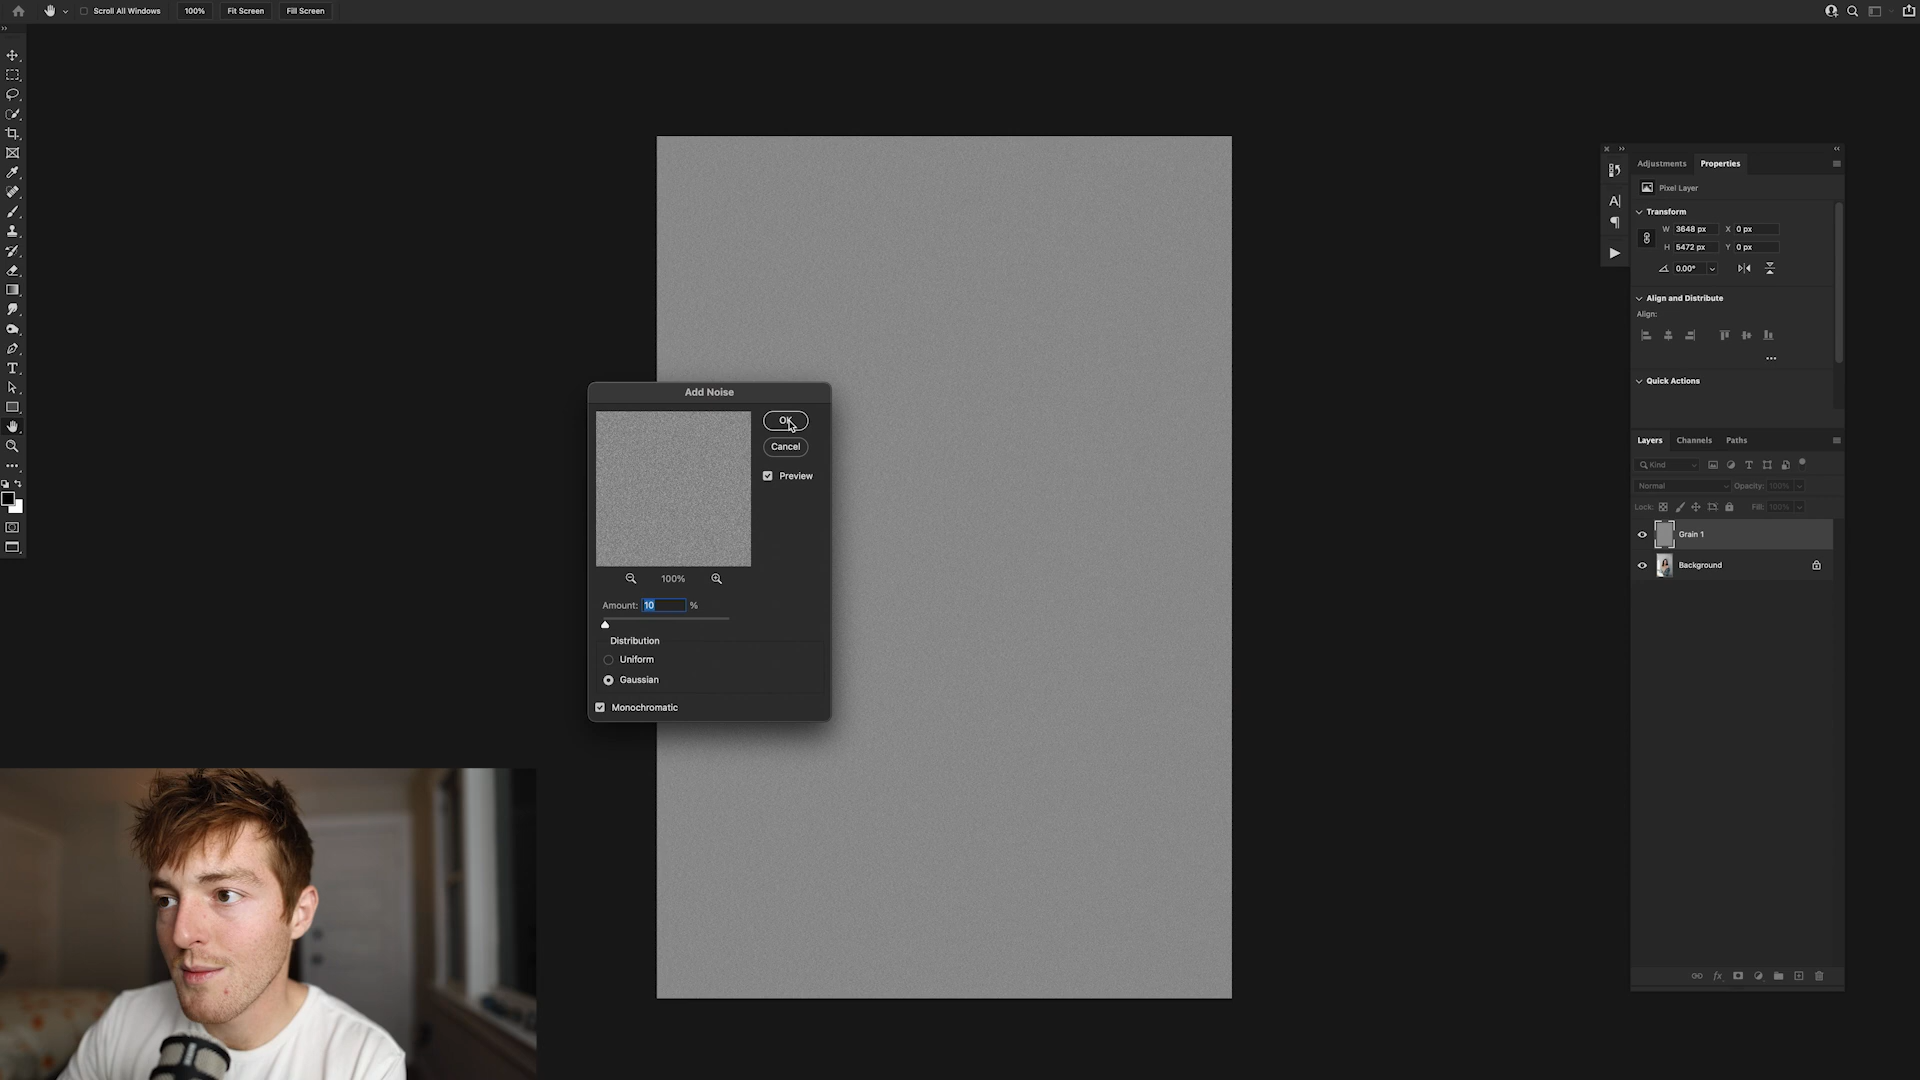 Scroll All Windows
100%
Fit Screen
Fill Screen
Adjustments
Properties
Pixel Layer
Transform
W 3648 px X 0 px
H 5472 px Y 0 px
0.00°
Align and Distribute
Align:
Quick Actions
Add Noise
OK
Cancel
Preview
100%
Amount: 10 %
Distribution
Uniform
Gaussian
Monochromatic
Layers
Channels
Paths
Kind
Normal
Opacity: 100%
Lock:
Fill: 100%
Grain 1
Background